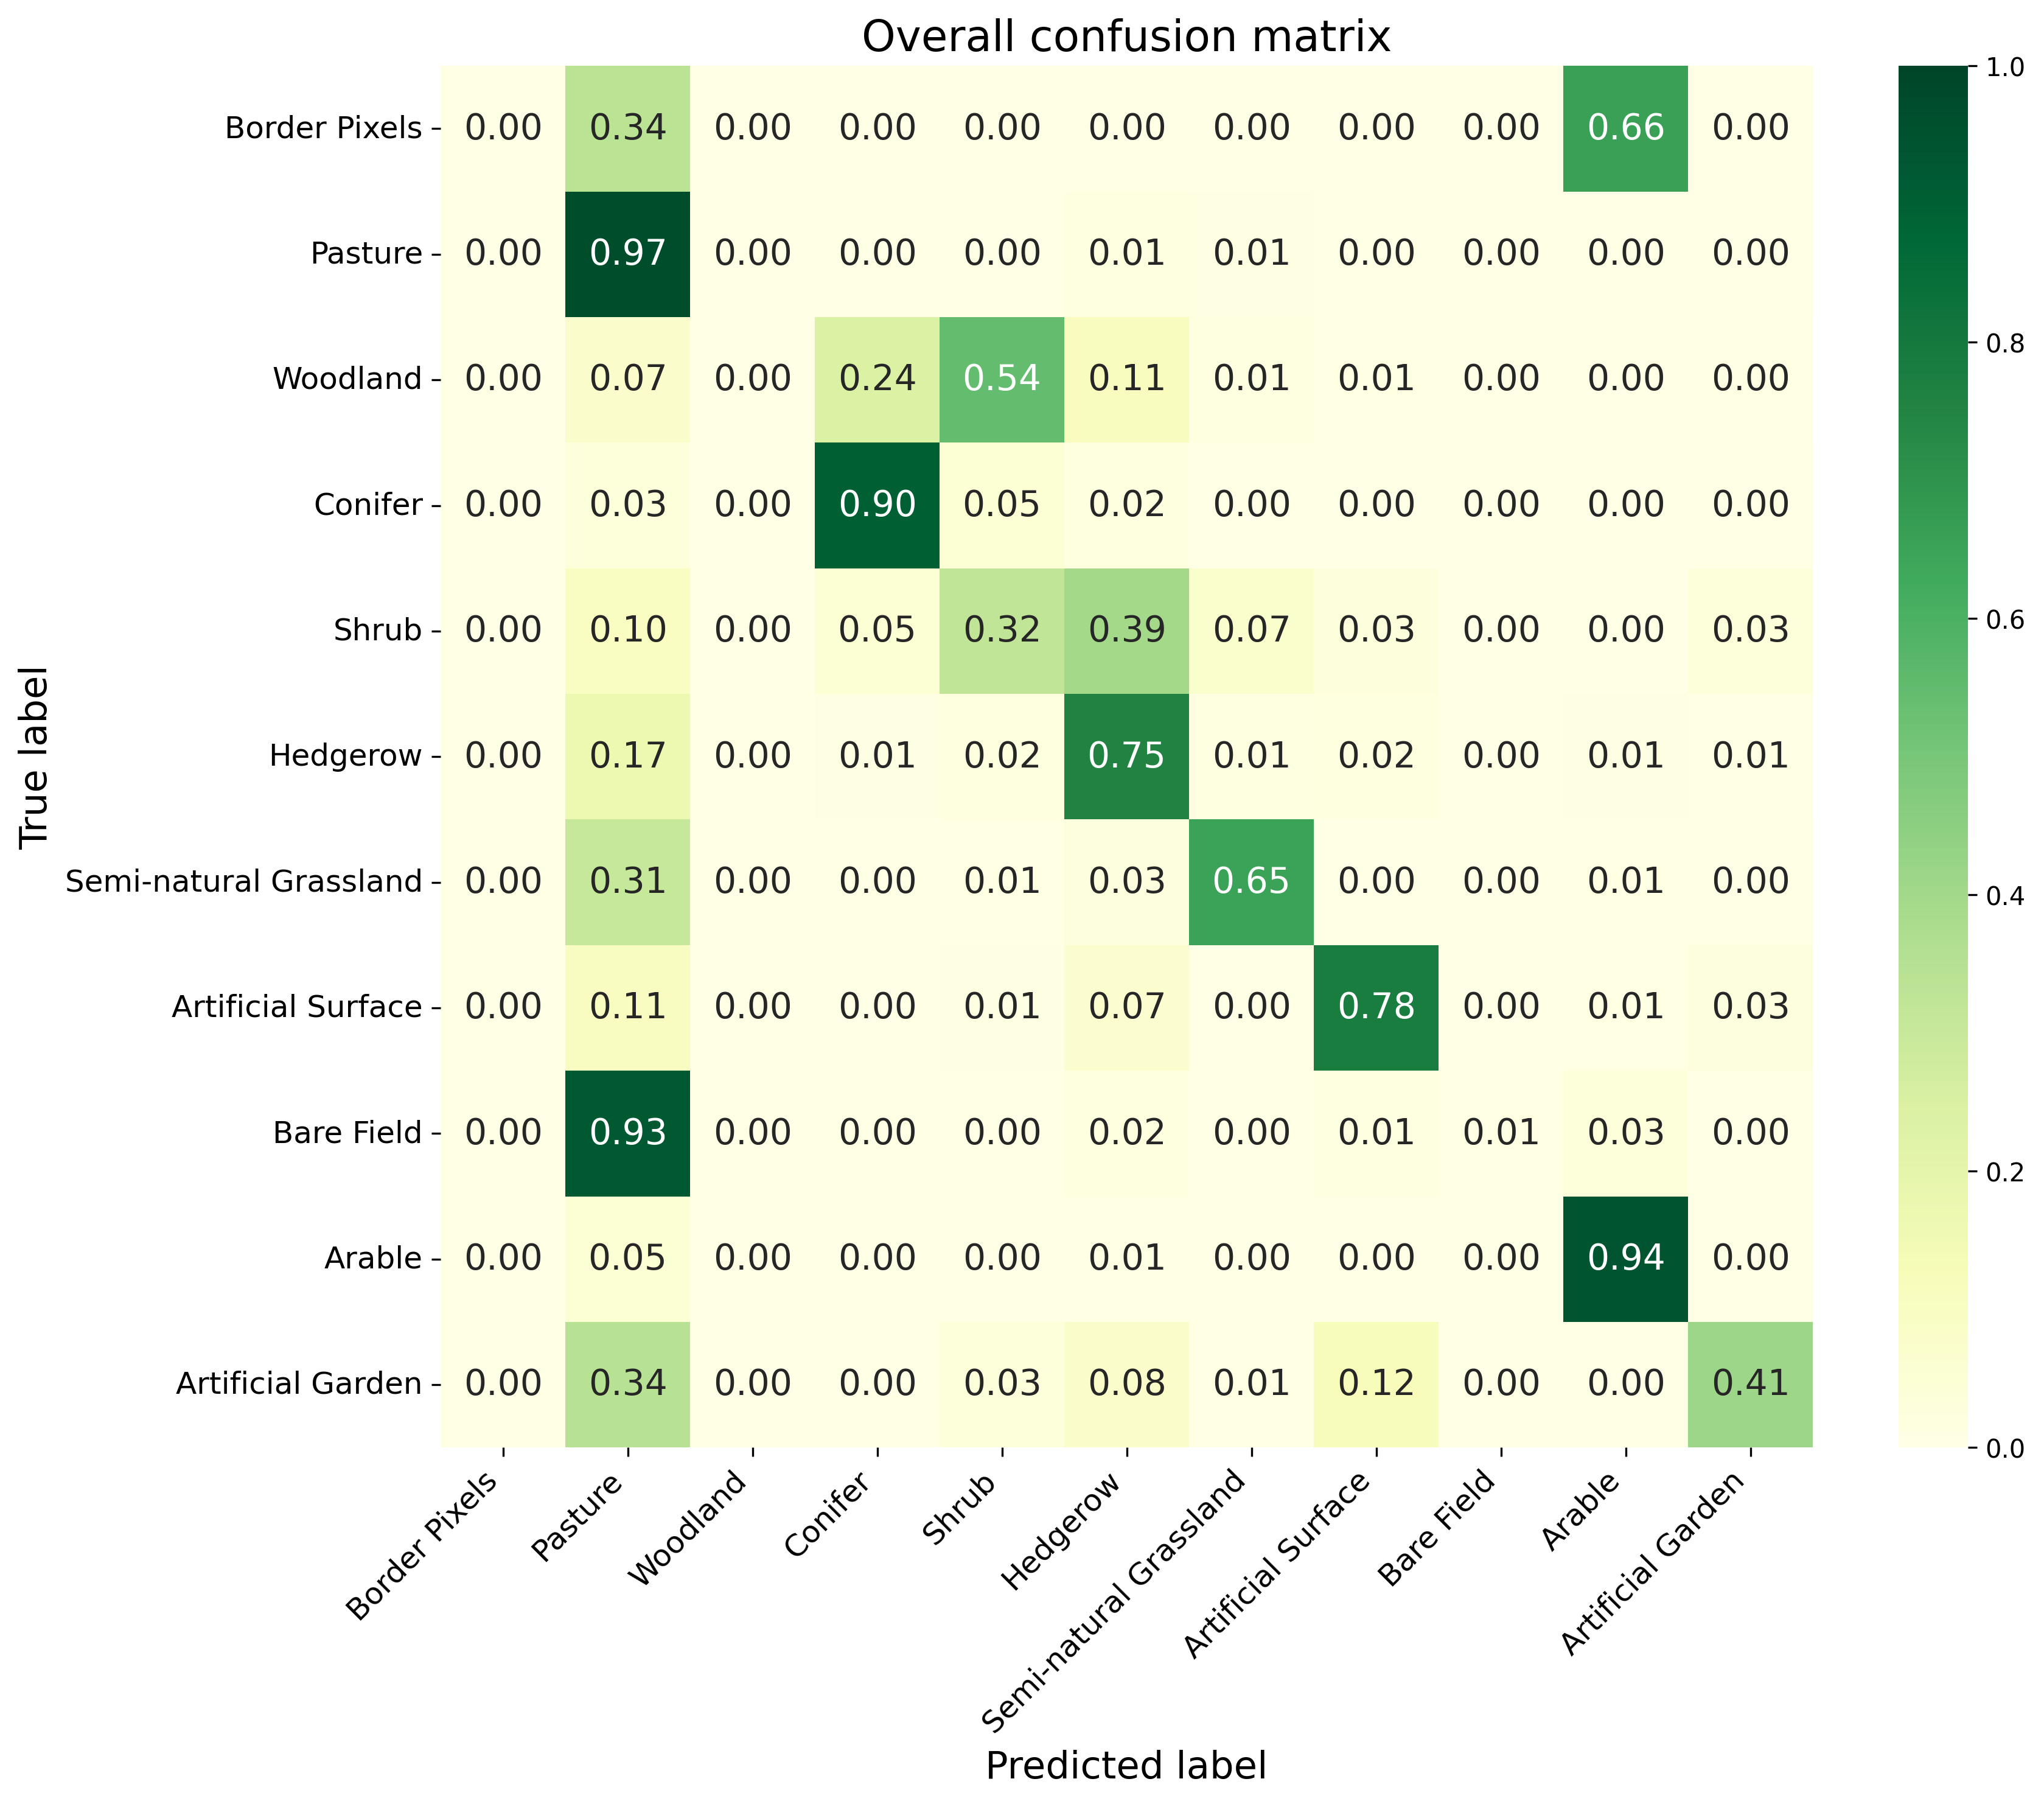 Overall confusion matrix
True label
Border Pixels 0.00 0.34 0.00 0.00 0.00 0.00 0.00 0.00 0.00 0.66 0.00
Pasture 0.00 0.97 0.00 0.00 0.00 0.01 0.01 0.00 0.00 0.00 0.00
Woodland 0.00 0.07 0.00 0.24 0.54 0.11 0.01 0.01 0.00 0.00 0.00
Conifer 0.00 0.03 0.00 0.90 0.05 0.02 0.00 0.00 0.00 0.00 0.00
Shrub 0.00 0.10 0.00 0.05 0.32 0.39 0.07 0.03 0.00 0.00 0.03
Hedgerow 0.00 0.17 0.00 0.01 0.02 0.75 0.01 0.02 0.00 0.01 0.01
Semi-natural Grassland 0.00 0.31 0.00 0.00 0.01 0.03 0.65 0.00 0.00 0.01 0.00
Artificial Surface 0.00 0.11 0.00 0.00 0.01 0.07 0.00 0.78 0.00 0.01 0.03
Bare Field 0.00 0.93 0.00 0.00 0.00 0.02 0.00 0.01 0.01 0.03 0.00
Arable 0.00 0.05 0.00 0.00 0.00 0.01 0.00 0.00 0.00 0.94 0.00
Artificial Garden 0.00 0.34 0.00 0.00 0.03 0.08 0.01 0.12 0.00 0.00 0.41
Border Pixels
Pasture
Woodland
Conifer
Shrub
Hedgerow
Semi-natural Grassland
Artificial Surface
Bare Field
Arable
Artificial Garden
Predicted label
1.0
0.8
0.6
0.4
0.2
0.0